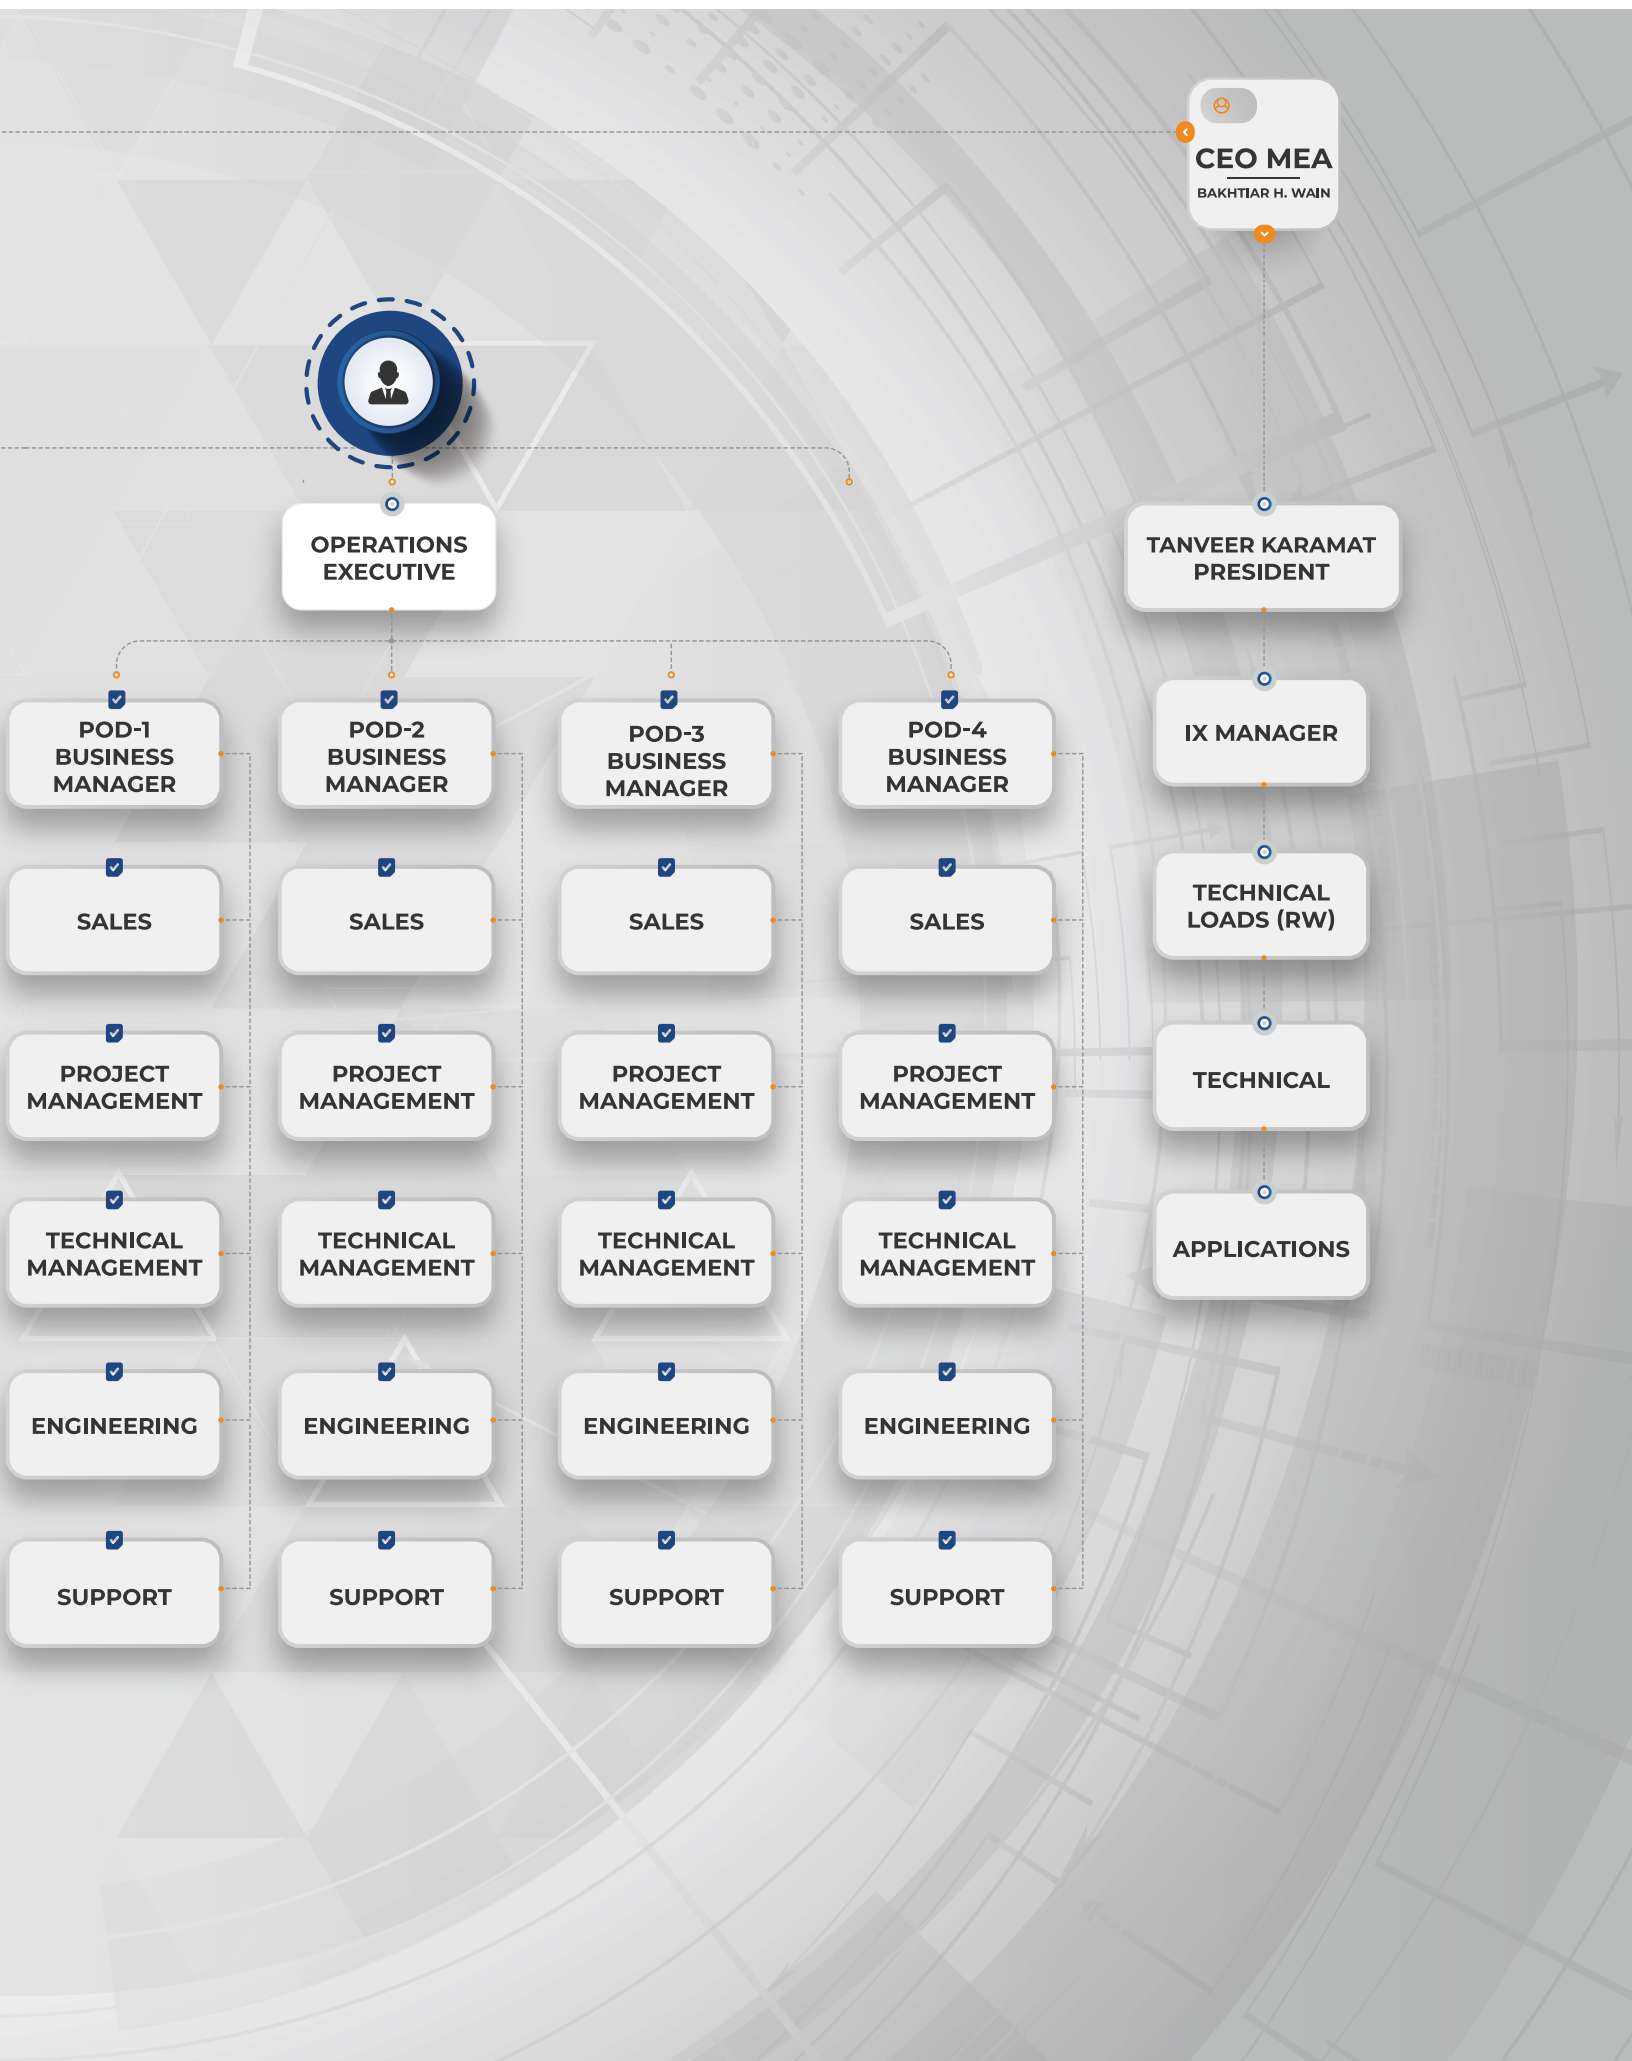 CEO MEA
BAKHTIAR H. WAIN
OPERATIONS
EXECUTIVE
TANVEER KARAMAT
PRESIDENT
POD-1
BUSINESS
MANAGER
POD-2
BUSINESS
MANAGER
POD-3
BUSINESS
MANAGER
POD-4
BUSINESS
MANAGER
IX MANAGER
SALES
SALES
SALES
SALES
TECHNICAL
LOADS (RW)
PROJECT
MANAGEMENT
PROJECT
MANAGEMENT
PROJECT
MANAGEMENT
PROJECT
MANAGEMENT
TECHNICAL
TECHNICAL
MANAGEMENT
TECHNICAL
MANAGEMENT
TECHNICAL
MANAGEMENT
TECHNICAL
MANAGEMENT
APPLICATIONS
ENGINEERING
ENGINEERING
ENGINEERING
ENGINEERING
SUPPORT
SUPPORT
SUPPORT
SUPPORT